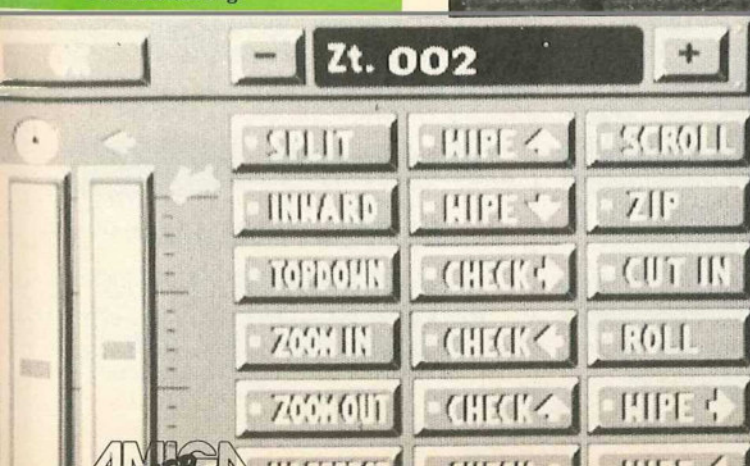 - Zt. 002 +
SPLIT WIPE SCROLL
INWARD WIPE ZIP
TOPDOWN CHECK CUT IN
ZOOM IN CHECK ROLL
ZOOM OUT CHECK WIPE
AMIGA